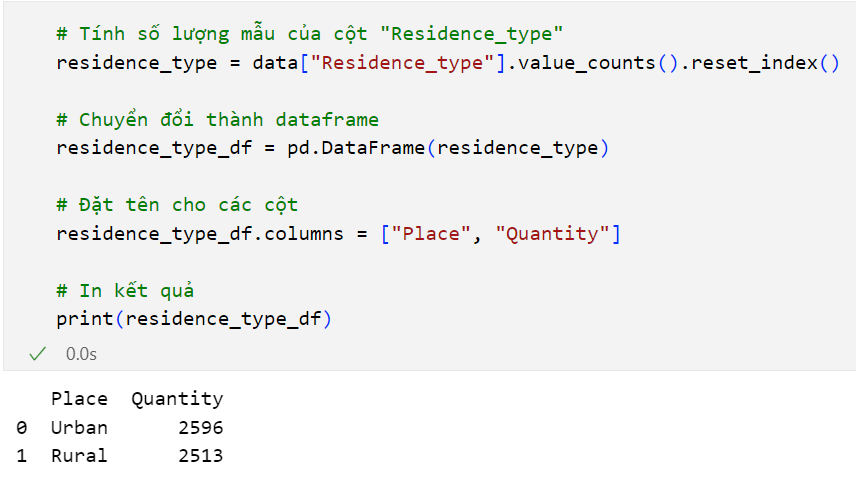 # Tính số lượng mẫu của cột "Residence_type"
residence_type = data["Residence_type"].value_counts().reset_index()
# Chuyển đổi thành dataframe
residence_type_df = pd.DataFrame(residence_type)
# Đặt tên cho các cột
residence_type_df.columns = ["Place", "Quantity"]
# In kết quả
print(residence_type_df)
0.0s
Place Quantity
0 Urban 2596
1 Rural 2513